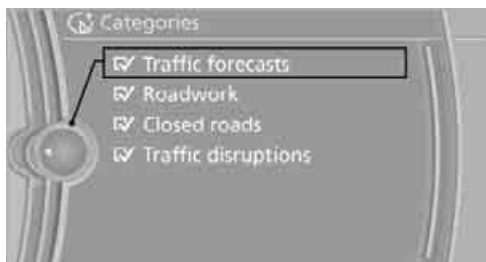 Categories
Traffic forecasts
Roadwork
Closed roads
Traffic disruptions